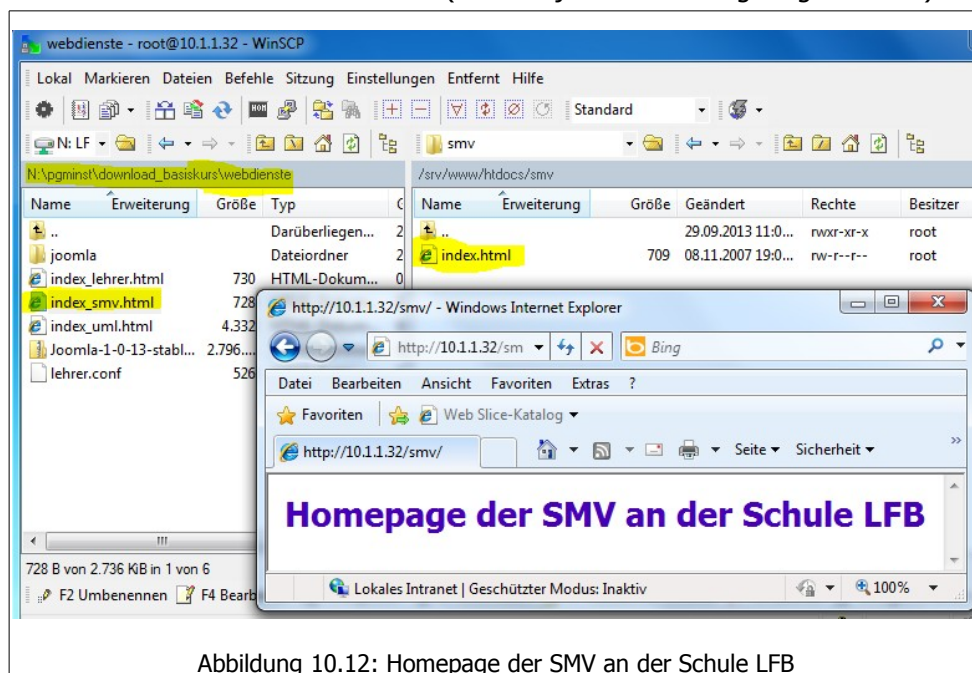 webdienste - root@10.1.1.32 - WinSCP
Lokal Markieren Dateien Befehle Sitzung Einstellungen Entfernt Hilfe
Standard
N: LF smv
N:\pgminst\download_basiskurs\webdienste /srv/www/htdocs/smv
Name Erweiterung Größe Typ Name Erweiterung Größe Geändert Rechte Besitzer
.. Darüberliegen... 2 .. 29.09.2013 11:0... rwxr-xr-x root
joomla Dateiordner 2 index.html 709 08.11.2007 19:0... rw-r--r-- root
index_lehrer.html 730 HTML-Dokum... 0
index_smv.html 728
index_uml.html 4.332
Joomla-1-0-13-stabl... 2.796....
lehrer.conf 526
http://10.1.1.32/smv/ - Windows Internet Explorer
http://10.1.1.32/sm Bing
Datei Bearbeiten Ansicht Favoriten Extras ?
Favoriten Web Slice-Katalog
http://10.1.1.32/smv/ Seite Sicherheit »
Homepage der SMV an der Schule LFB
Lokales Intranet | Geschützter Modus: Inaktiv 100%
728 B von 2.736 KiB in 1 von 6
F2 Umbenennen F4 Bearb
Abbildung 10.12: Homepage der SMV an der Schule LFB